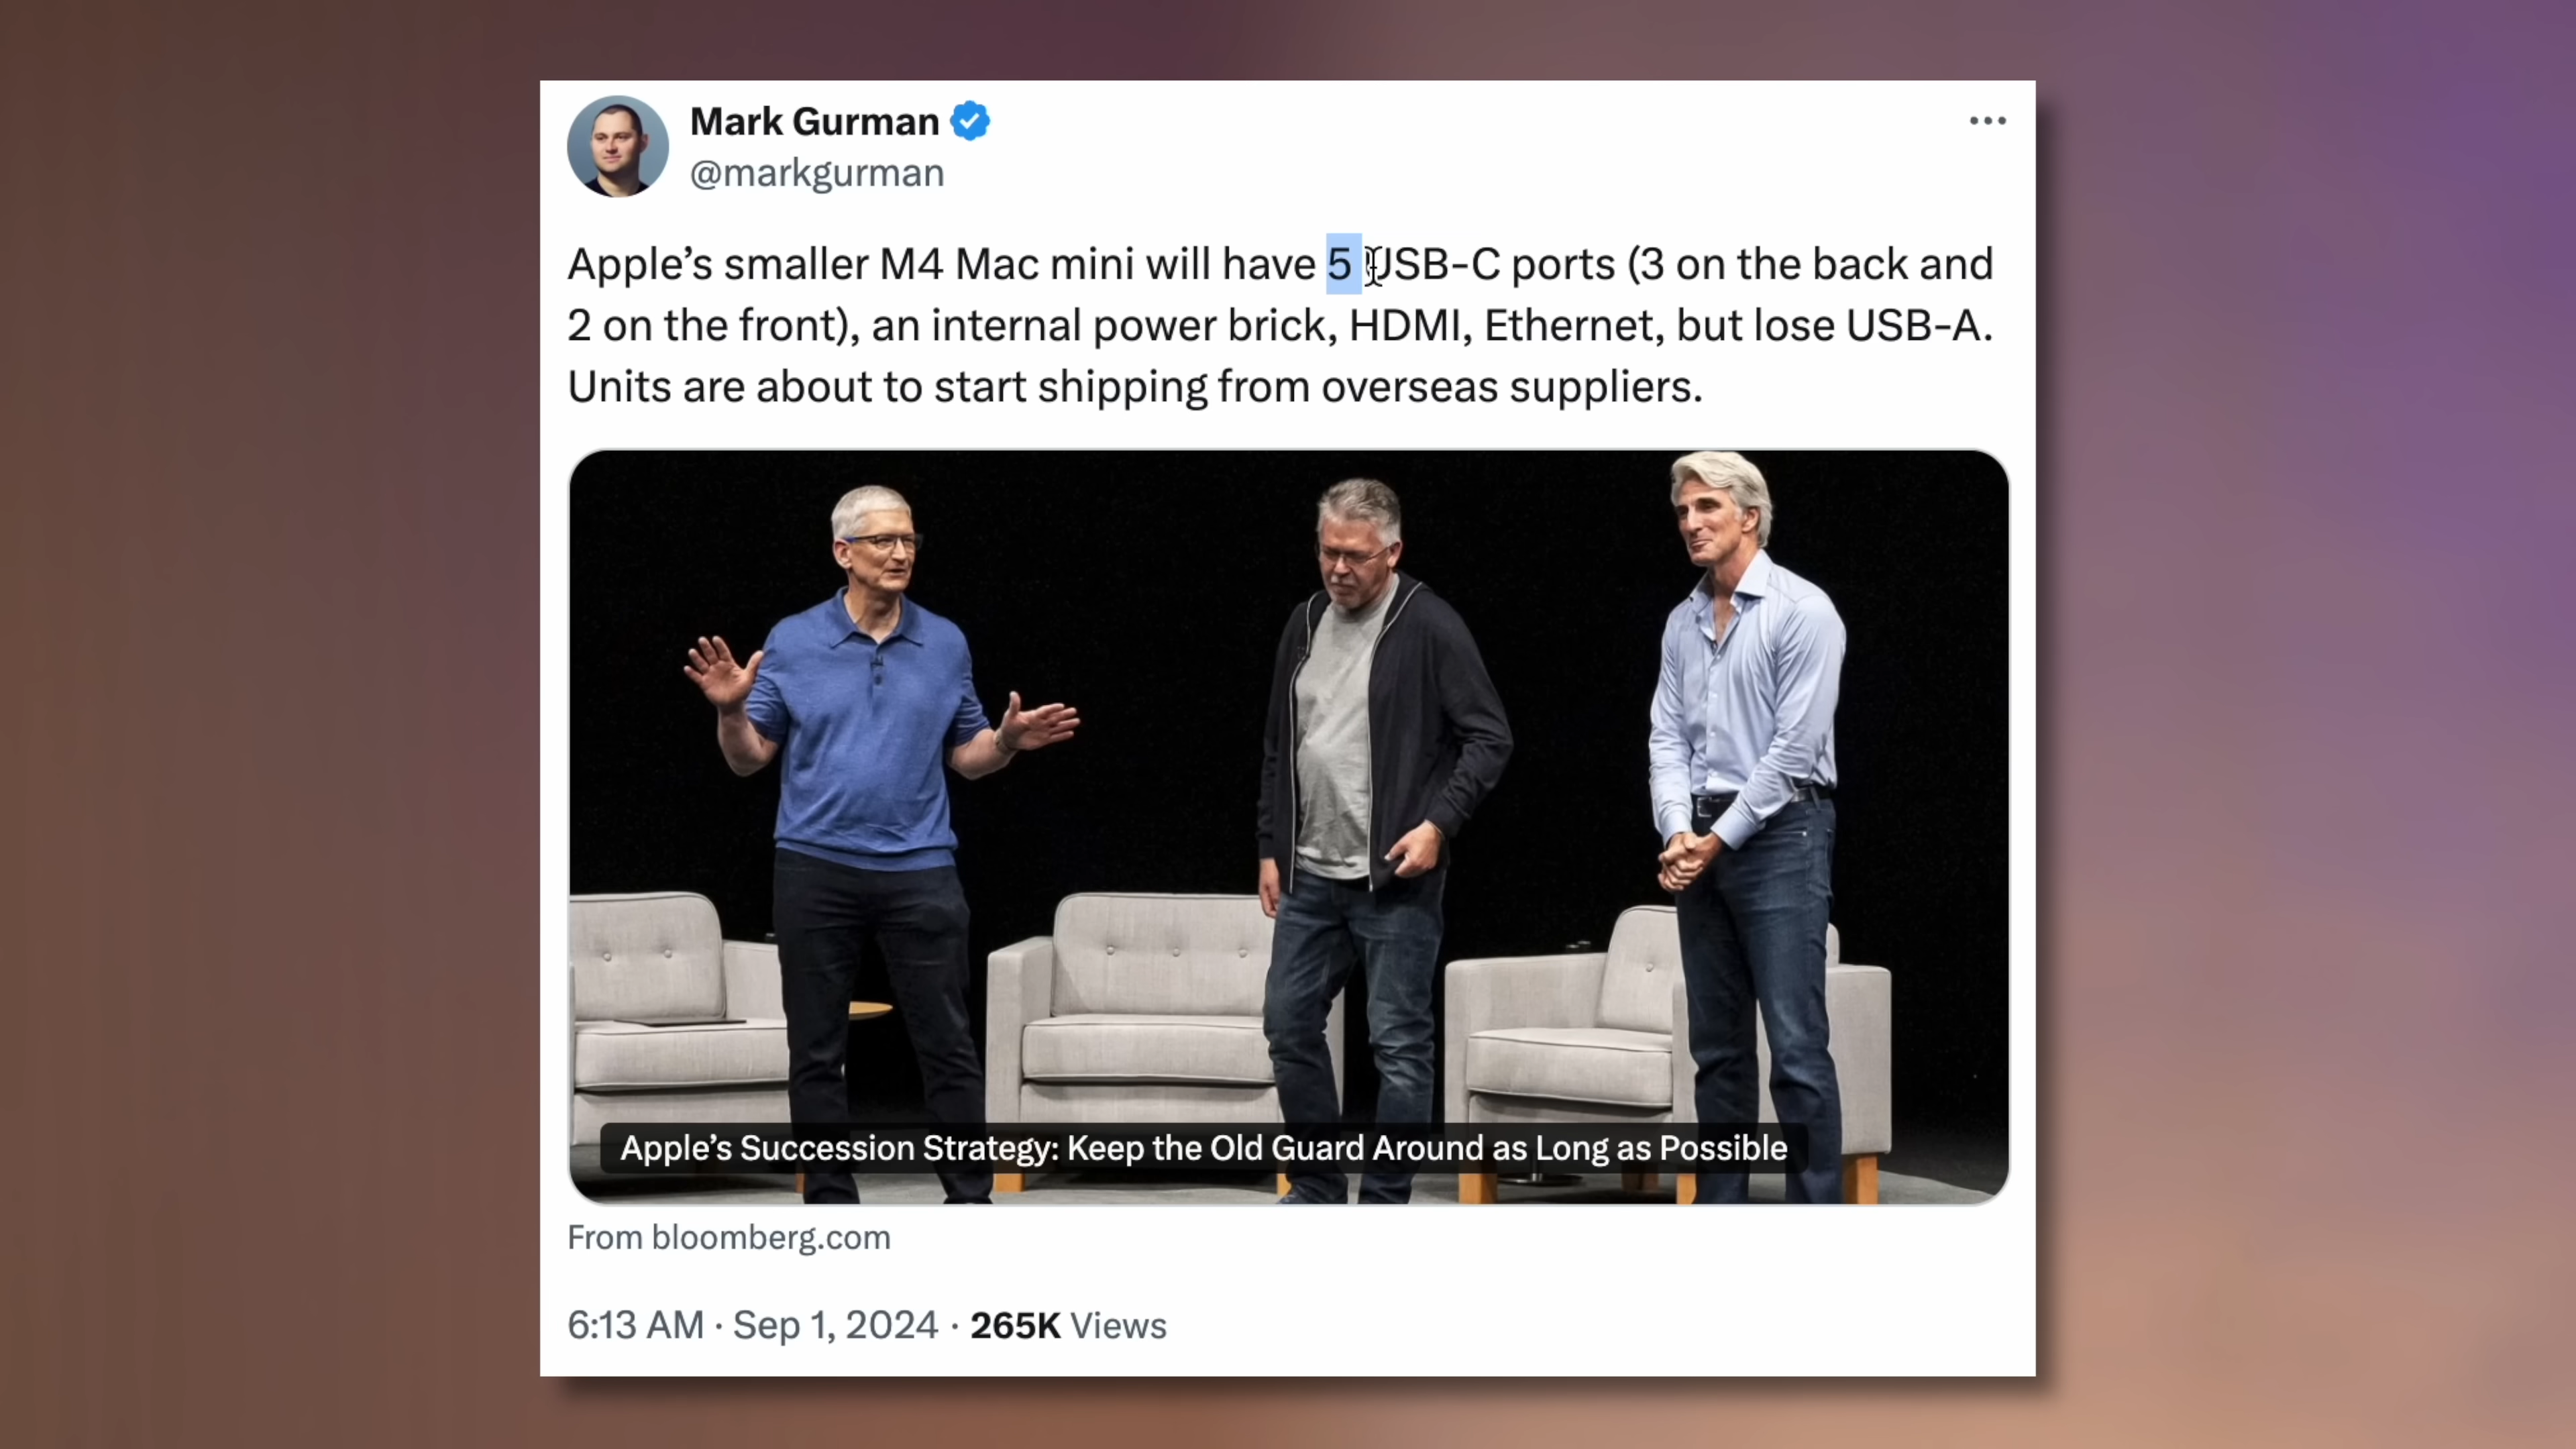 Mark Gurman
@markgurman
Apple’s smaller M4 Mac mini will have 5 USB-C ports (3 on the back and
2 on the front), an internal power brick, HDMI, Ethernet, but lose USB-A.
Units are about to start shipping from overseas suppliers.
Apple’s Succession Strategy: Keep the Old Guard Around as Long as Possible
From bloomberg.com
6:13 AM · Sep 1, 2024 · 265K Views